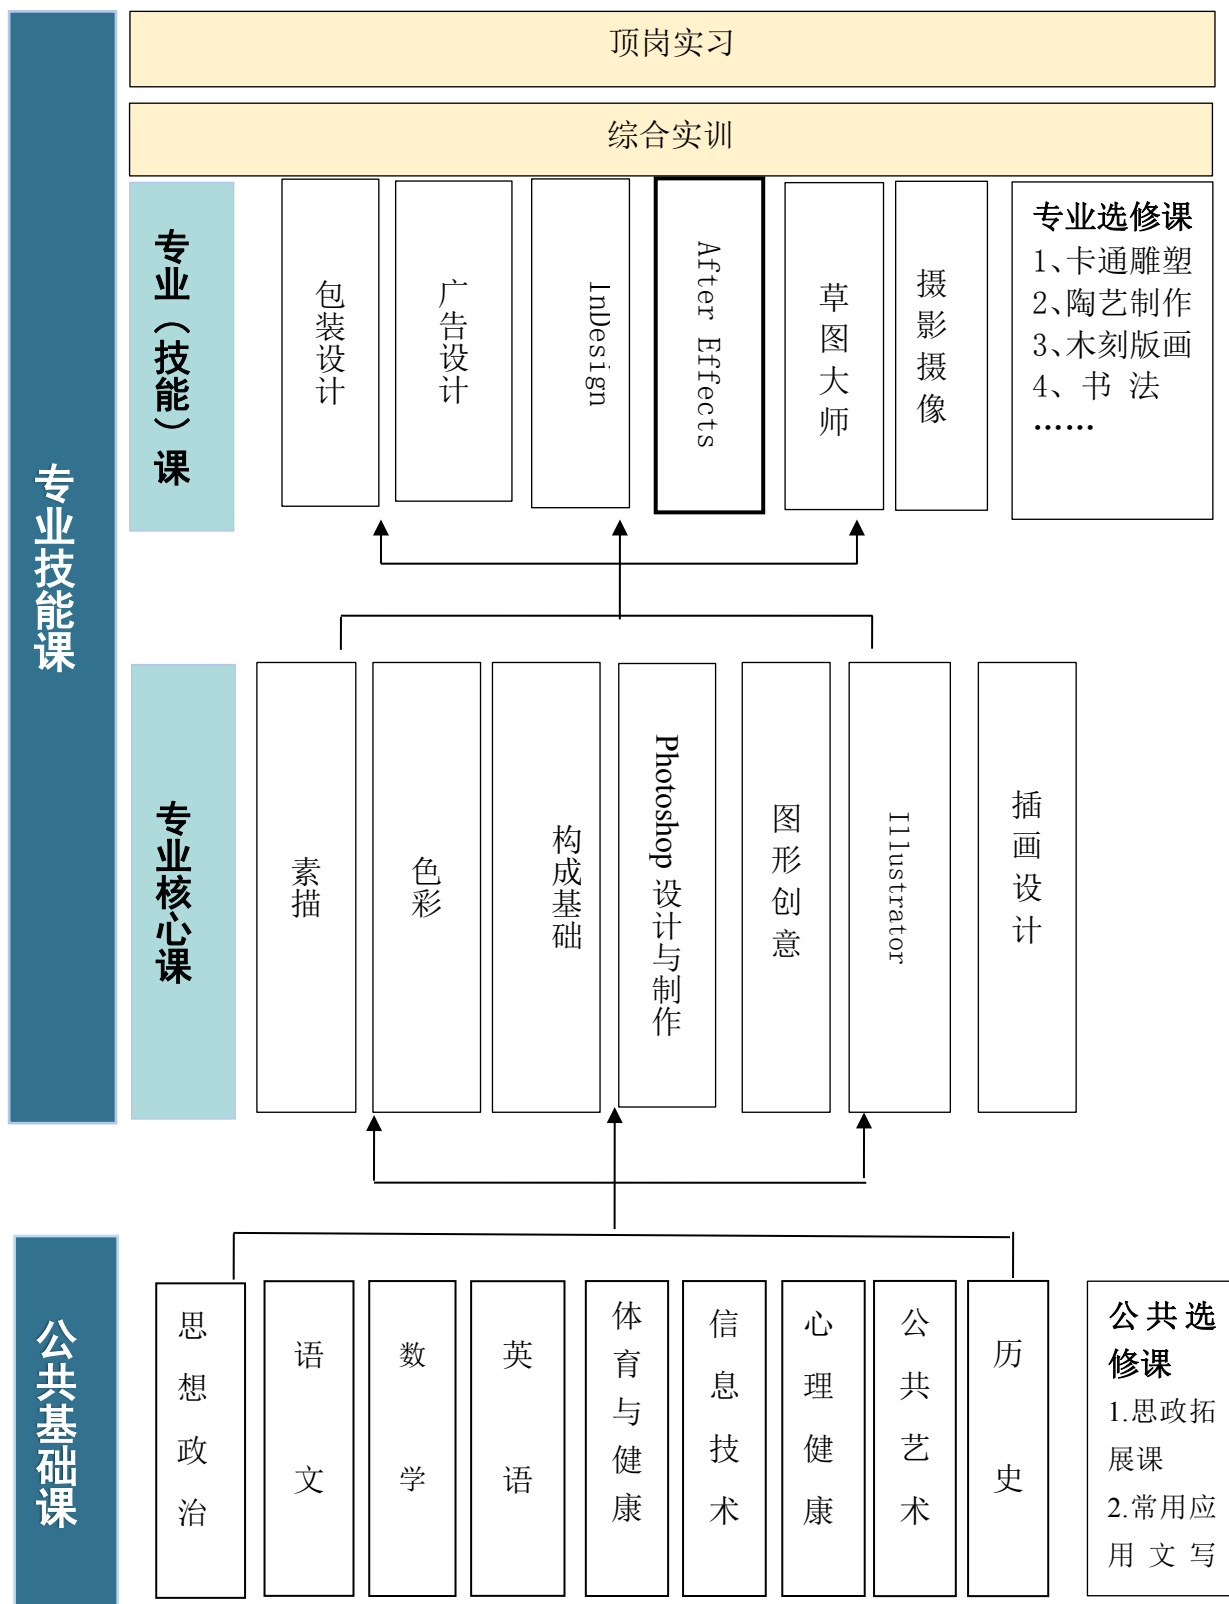 顶岗实习
综合实训
专业技能课
专业（技能）课
包装设计
广告设计
InDesign
After Effects
草图大师
摄影摄像
专业选修课
1、卡通雕塑
2、陶艺制作
3、木刻版画
4、 书 法
……
专业核心课
素描
色彩
构成基础
Photoshop 设计与制作
图形创意
Illustrator
插画设计
公共基础课
思想政治
语文
数学
英语
体育与健康
信息技术
心理健康
公共艺术
历史
公共选
修课
1.思政拓
展课
2.常用应
用文写